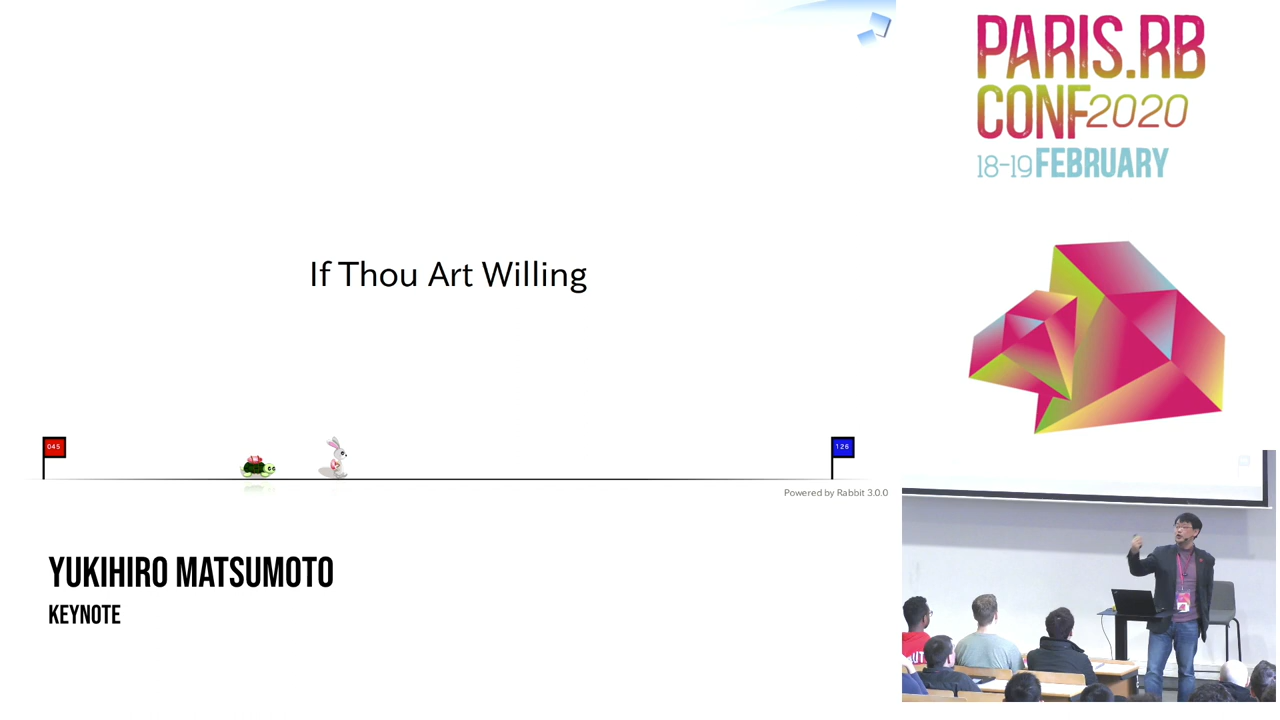 If Thou Art Willing
045
126
Powered by Rabbit 3.0.0
YUKIHIRO MATSUMOTO
KEYNOTE
PARIS.RB
CONF2020
18-19 FEBRUARY